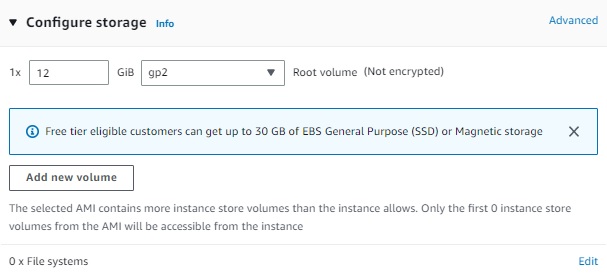 Configure storage Info Advanced
1x 12 GiB gp2 Root volume (Not encrypted)
Free tier eligible customers can get up to 30 GB of EBS General Purpose (SSD) or Magnetic storage
Add new volume
The selected AMI contains more instance store volumes than the instance allows. Only the first 0 instance store
volumes from the AMI will be accessible from the instance
0 x File systems Edit